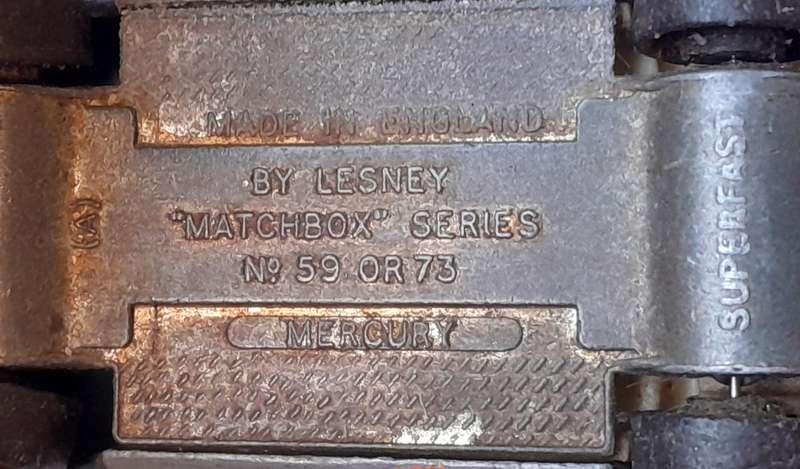 MADE IN ENGLAND
BY LESNEY
"MATCHBOX" SERIES
Nº 59 OR 73
MERCURY
(A)
SUPERFAST